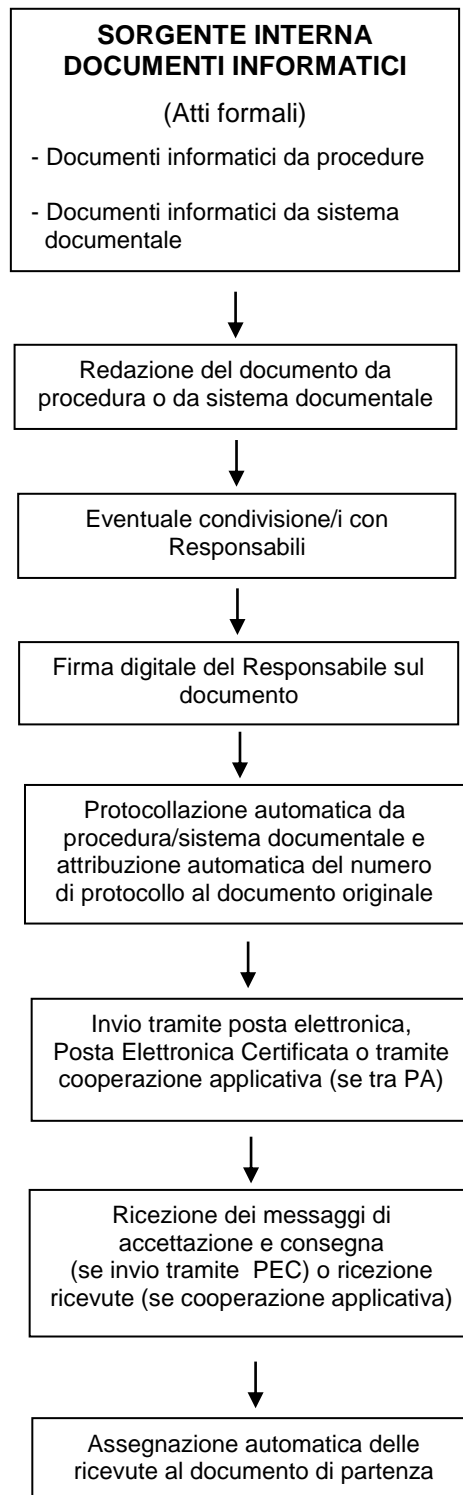 SORGENTE INTERNA
DOCUMENTI INFORMATICI
(Atti formali)
- Documenti informatici da procedure
- Documenti informatici da sistema
documentale
Redazione del documento da
procedura o da sistema documentale
Eventuale condivisione/i con
Responsabili
Firma digitale del Responsabile sul
documento
Protocollazione automatica da
procedura/sistema documentale e
attribuzione automatica del numero
di protocollo al documento originale
Invio tramite posta elettronica,
Posta Elettronica Certificata o tramite
cooperazione applicativa (se tra PA)
Ricezione dei messaggi di
accettazione e consegna
(se invio tramite PEC) o ricezione
ricevute (se cooperazione applicativa)
Assegnazione automatica delle
ricevute al documento di partenza